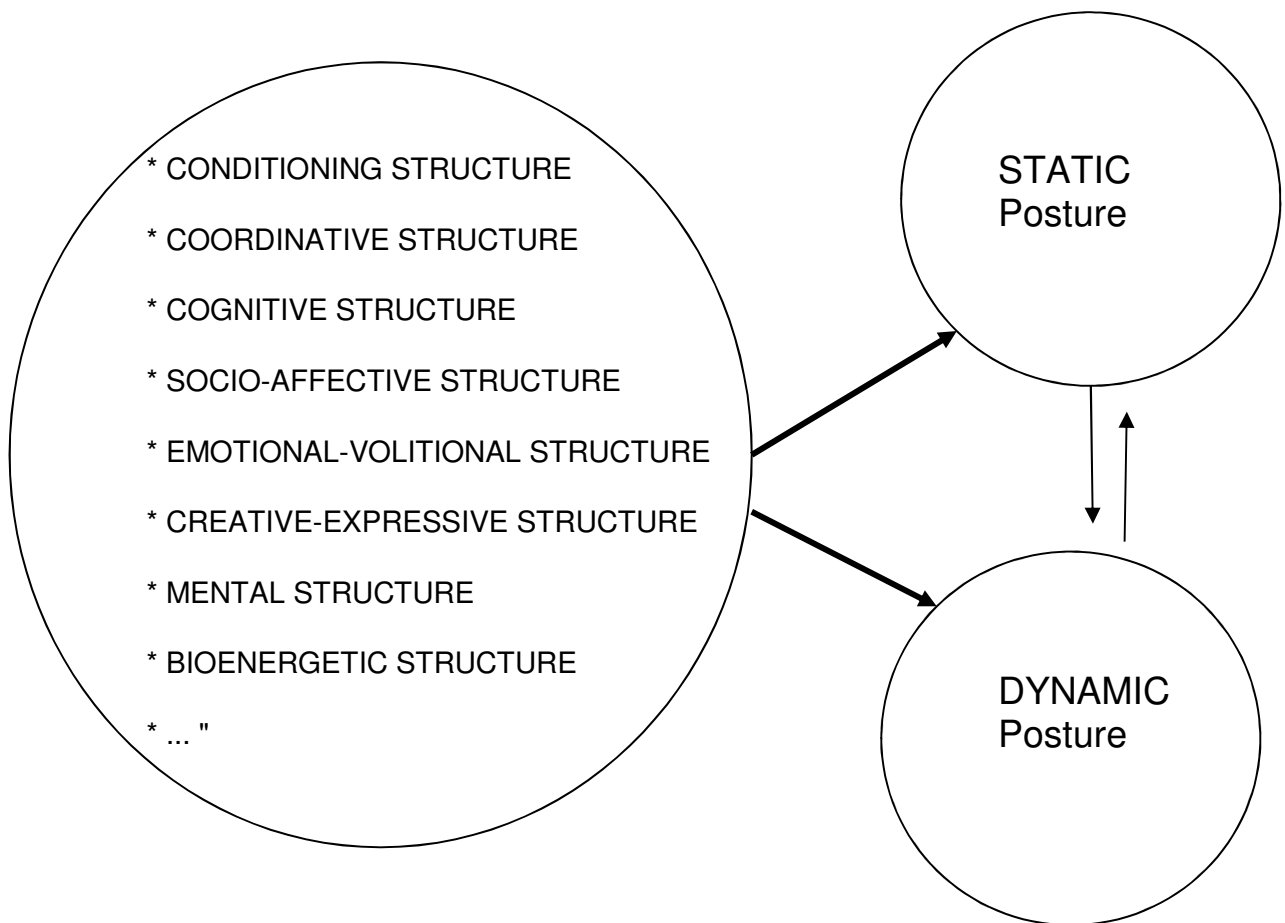 * CONDITIONING STRUCTURE
* COORDINATIVE STRUCTURE
* COGNITIVE STRUCTURE
* SOCIO-AFFECTIVE STRUCTURE
* EMOTIONAL-VOLITIONAL STRUCTURE
* CREATIVE-EXPRESSIVE STRUCTURE
* MENTAL STRUCTURE
* BIOENERGETIC STRUCTURE
* ... "
STATIC
Posture
DYNAMIC
Posture